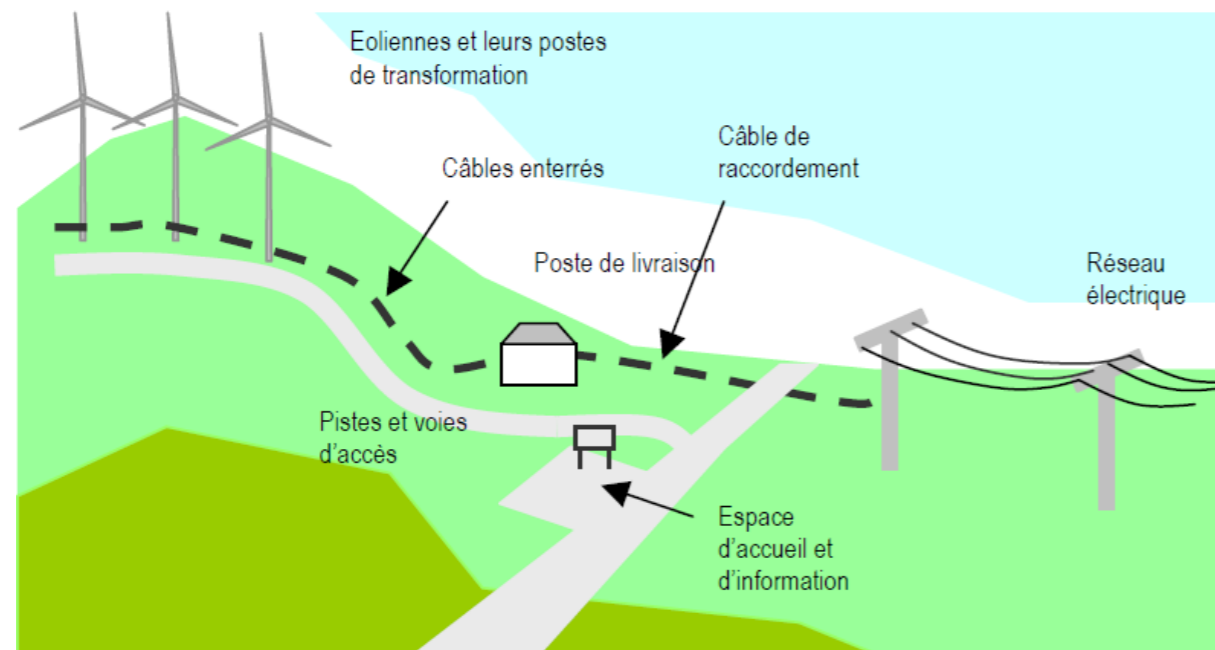 Eoliennes et leurs postes
de transformation
Câble de
raccordement
Câbles enterrés
Poste de livraison
Réseau
électrique
Pistes et voies
d’accès
Espace
d’accueil et
d’information